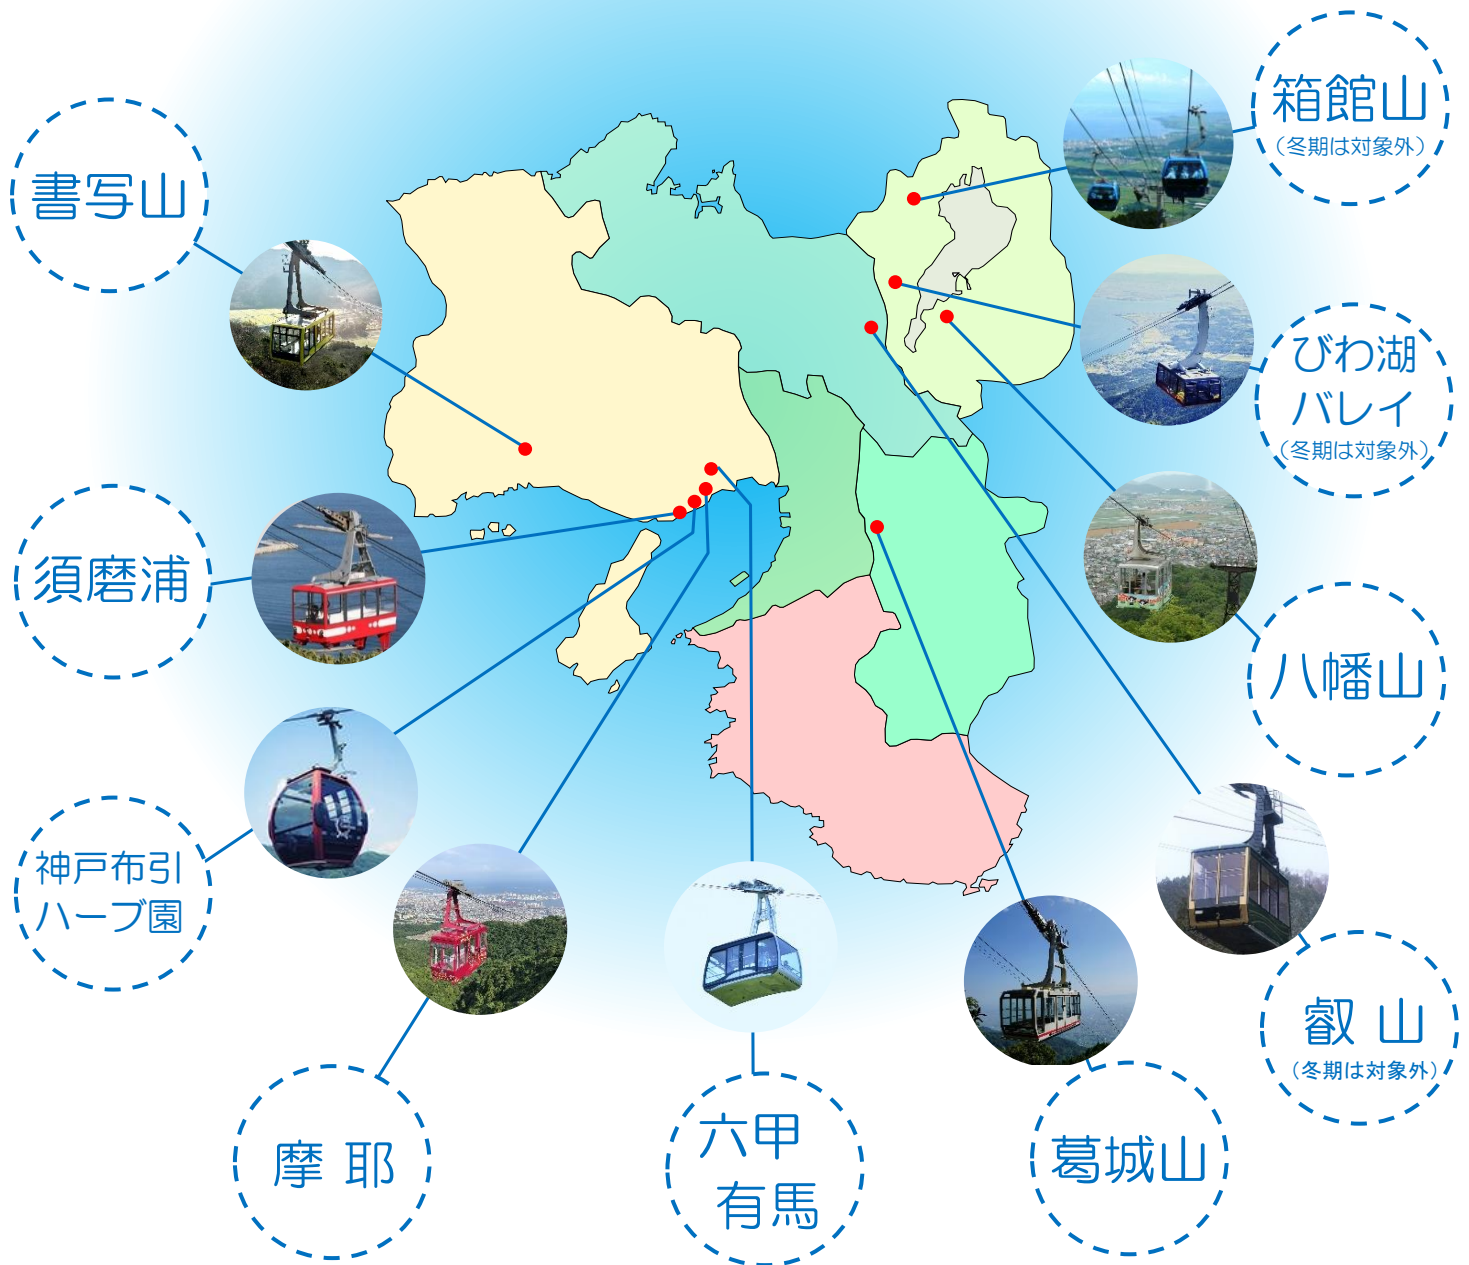 箱館山
（冬期は対象外）
書写山
びわ湖
バレイ
（冬期は対象外）
須磨浦
八幡山
神戸布引
ハーブ園
叡 山
（冬期は対象外）
摩 耶
六甲
有馬
葛城山